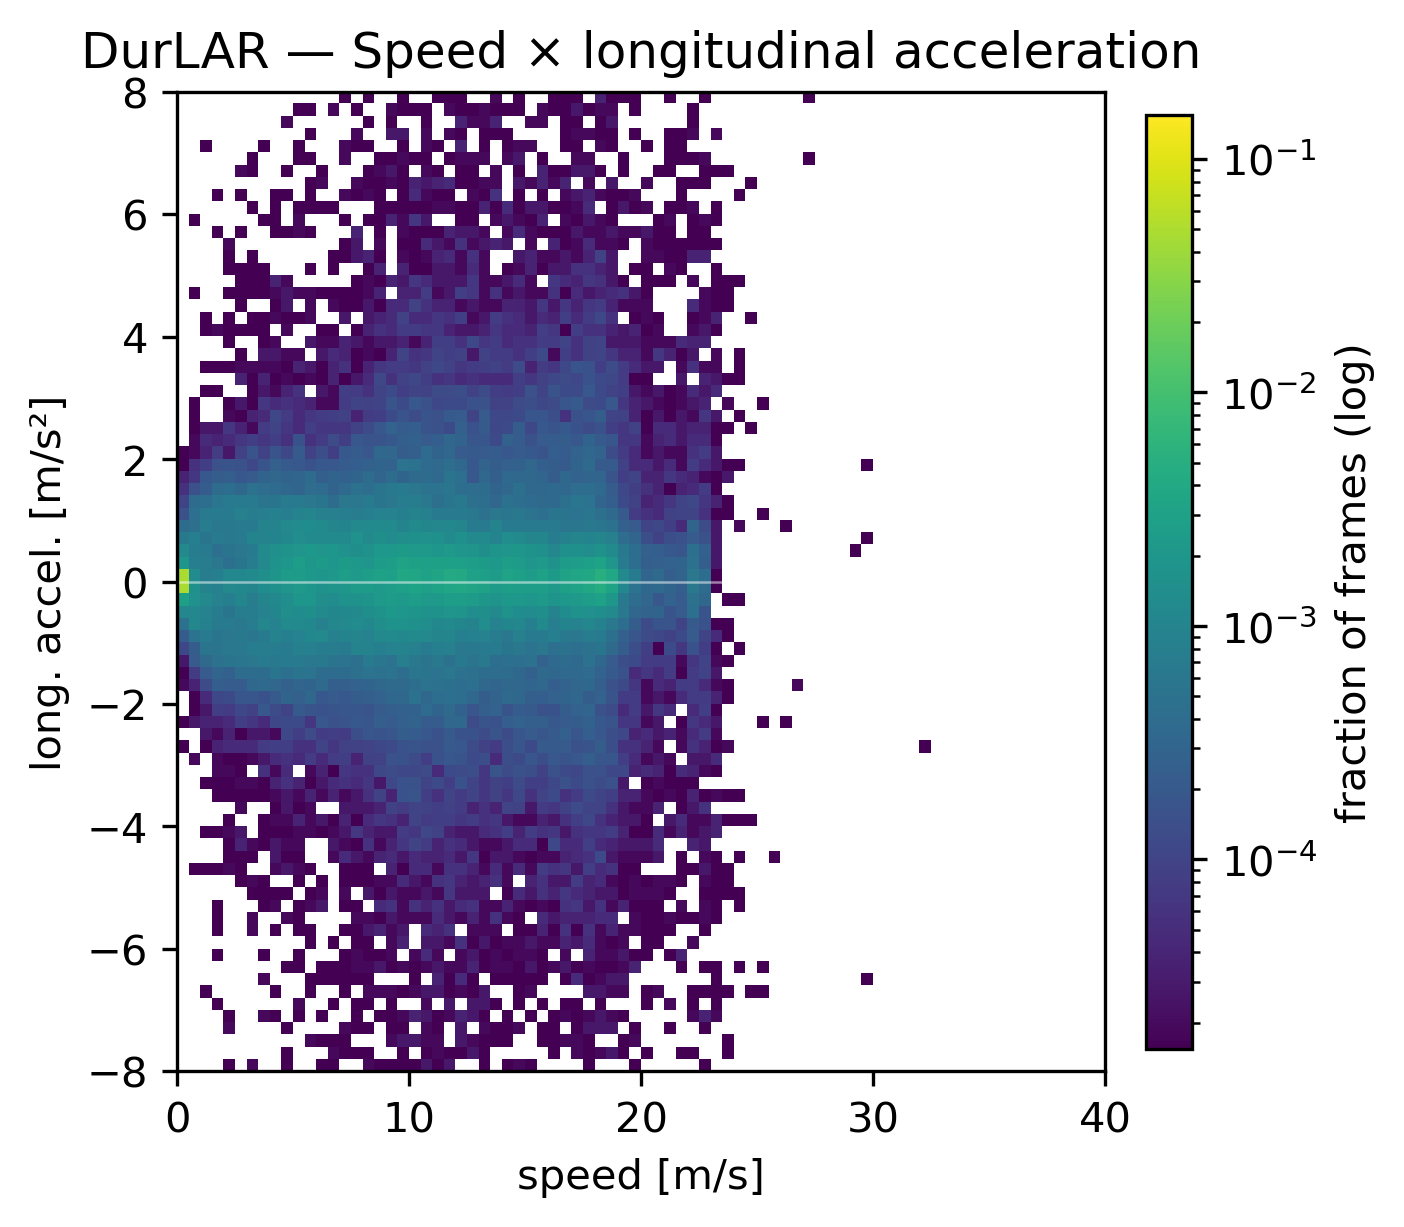 DurLAR — Speed × longitudinal acceleration
8
6
4
2
0
−2
−4
−6
−8
long. accel. [m/s²]
0 10 20 30 40
speed [m/s]
10⁻¹
10⁻²
10⁻³
10⁻⁴
fraction of frames (log)